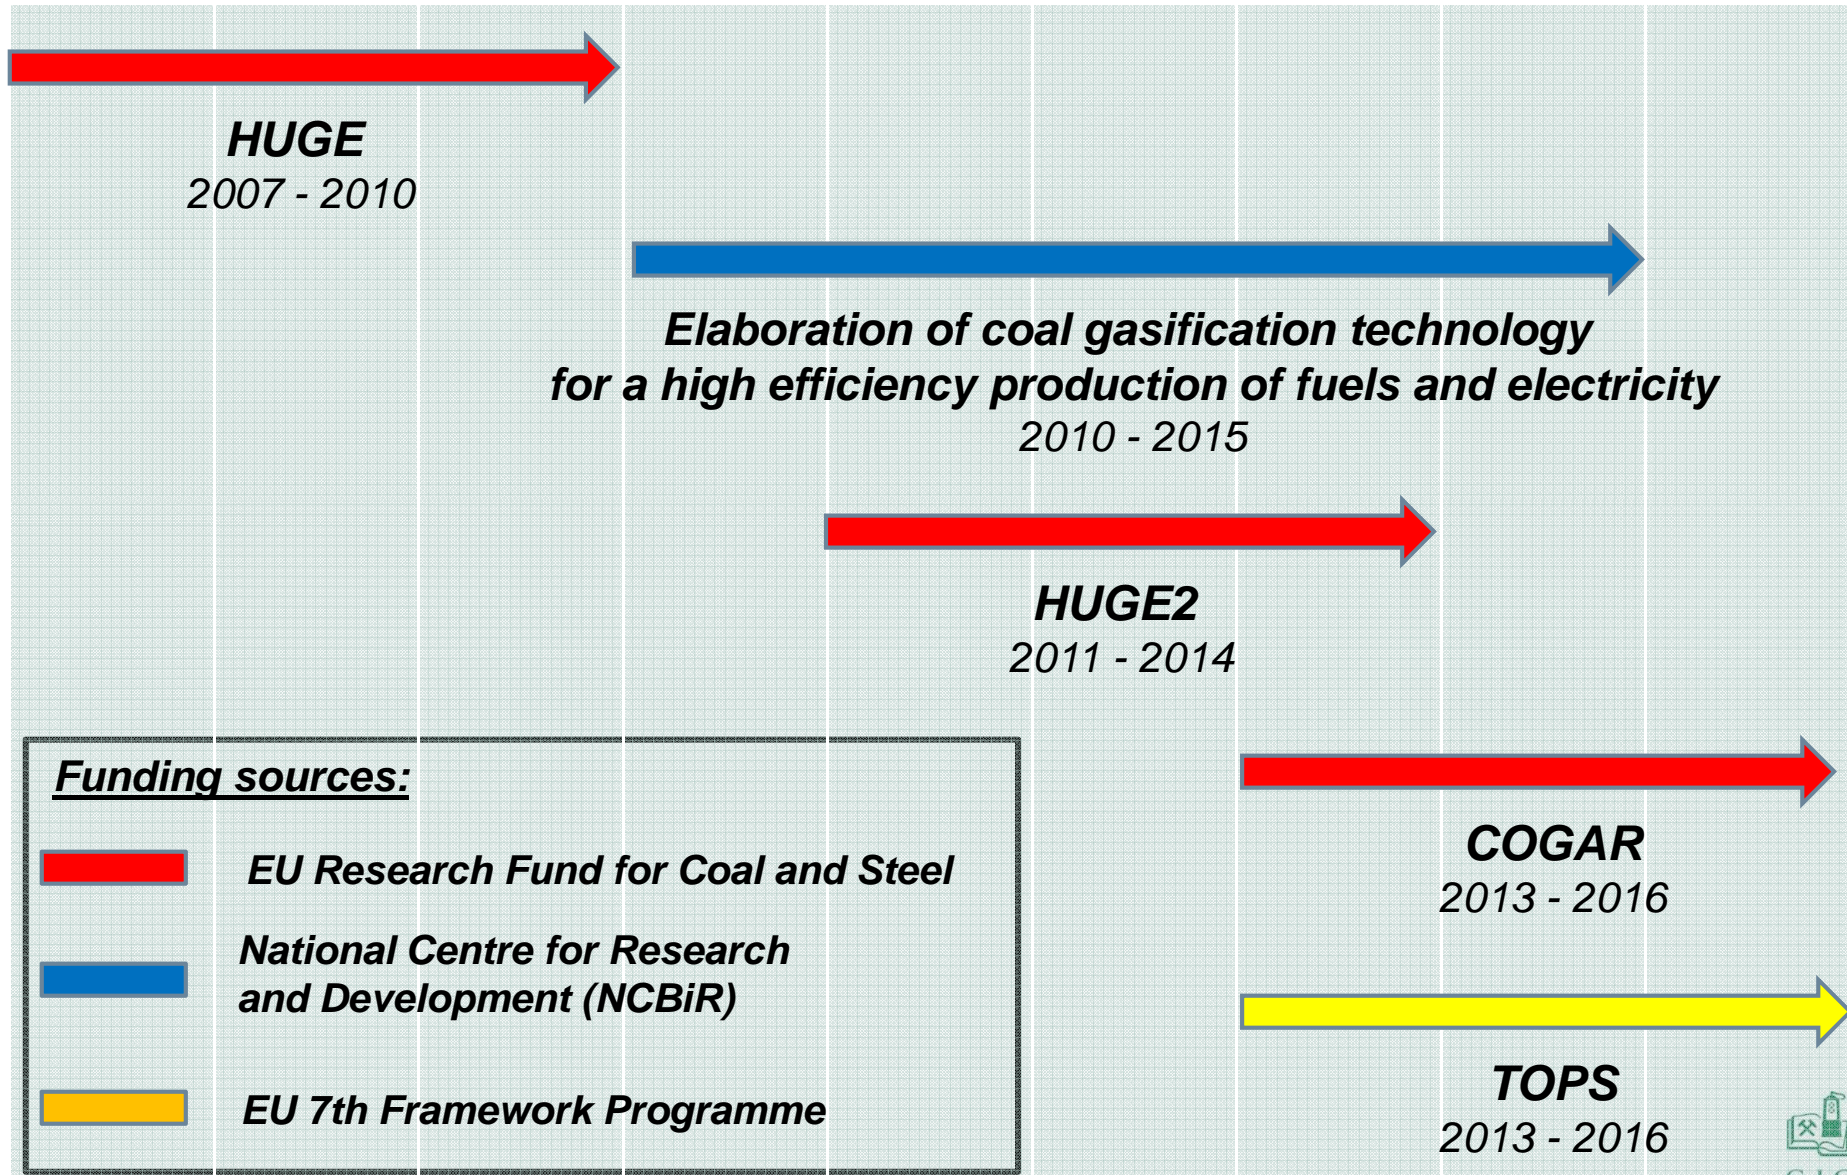 HUGE
2007 - 2010
Elaboration of coal gasification technology
for a high efficiency production of fuels and electricity
2010 - 2015
HUGE2
2011 - 2014
Funding sources:
EU Research Fund for Coal and Steel
National Centre for Research
and Development (NCBiR)
EU 7th Framework Programme
COGAR
2013 - 2016
TOPS
2013 - 2016